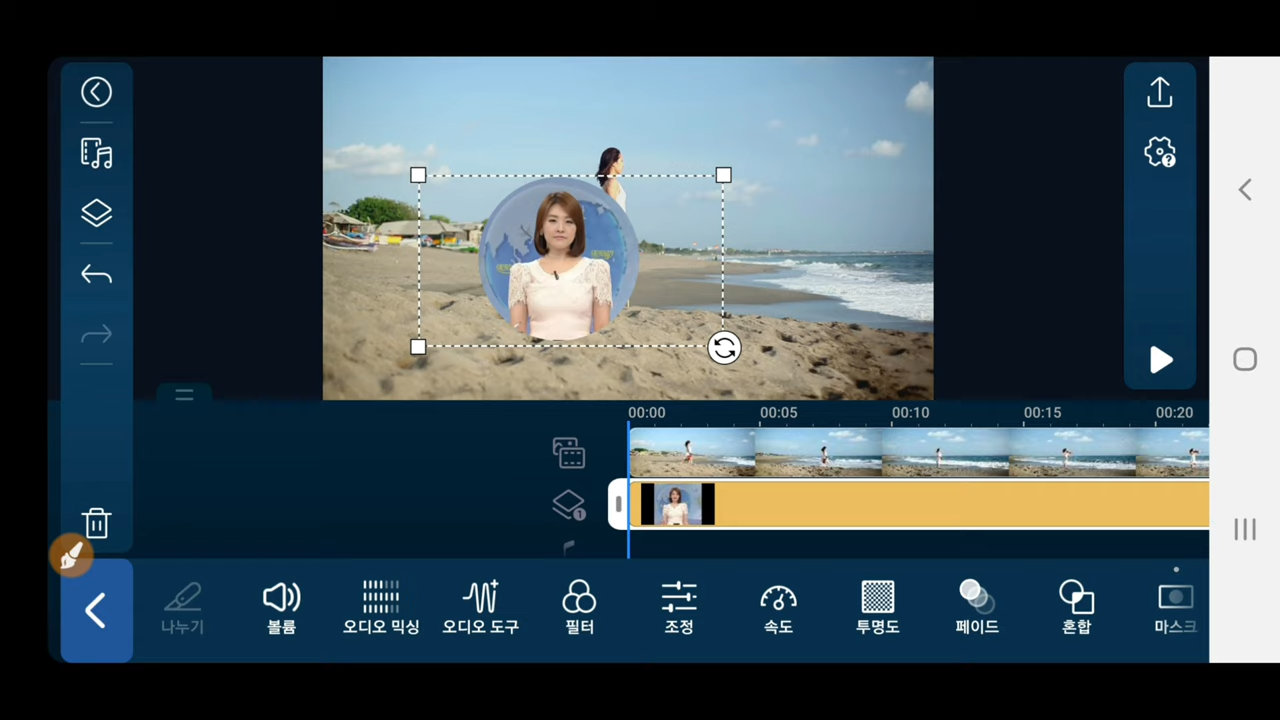 00:00
00:05
00:10
00:15
00:20
1
나누기
볼륨
오디오 믹싱
오디오 도구
필터
조정
속도
투명도
페이드
혼합
마스크